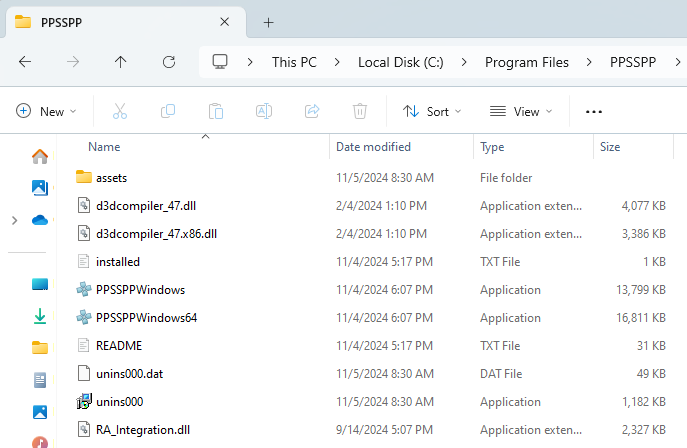 PPSSPP
This PC > Local Disk (C:) > Program Files > PPSSPP >
New Sort View ...
Name Date modified Type Size
assets 11/5/2024 8:30 AM File folder
d3dcompiler_47.dll 2/4/2024 1:10 PM Application exten... 4,077 KB
d3dcompiler_47.x86.dll 2/4/2024 1:10 PM Application exten... 3,386 KB
installed 11/4/2024 5:17 PM TXT File 1 KB
PPSSPPWindows 11/4/2024 6:07 PM Application 13,799 KB
PPSSPPWindows64 11/4/2024 6:07 PM Application 16,811 KB
README 11/4/2024 5:17 PM TXT File 31 KB
unins000.dat 11/5/2024 8:30 AM DAT File 49 KB
unins000 11/5/2024 8:30 AM Application 1,182 KB
RA_Integration.dll 9/14/2024 5:07 PM Application exten... 2,327 KB